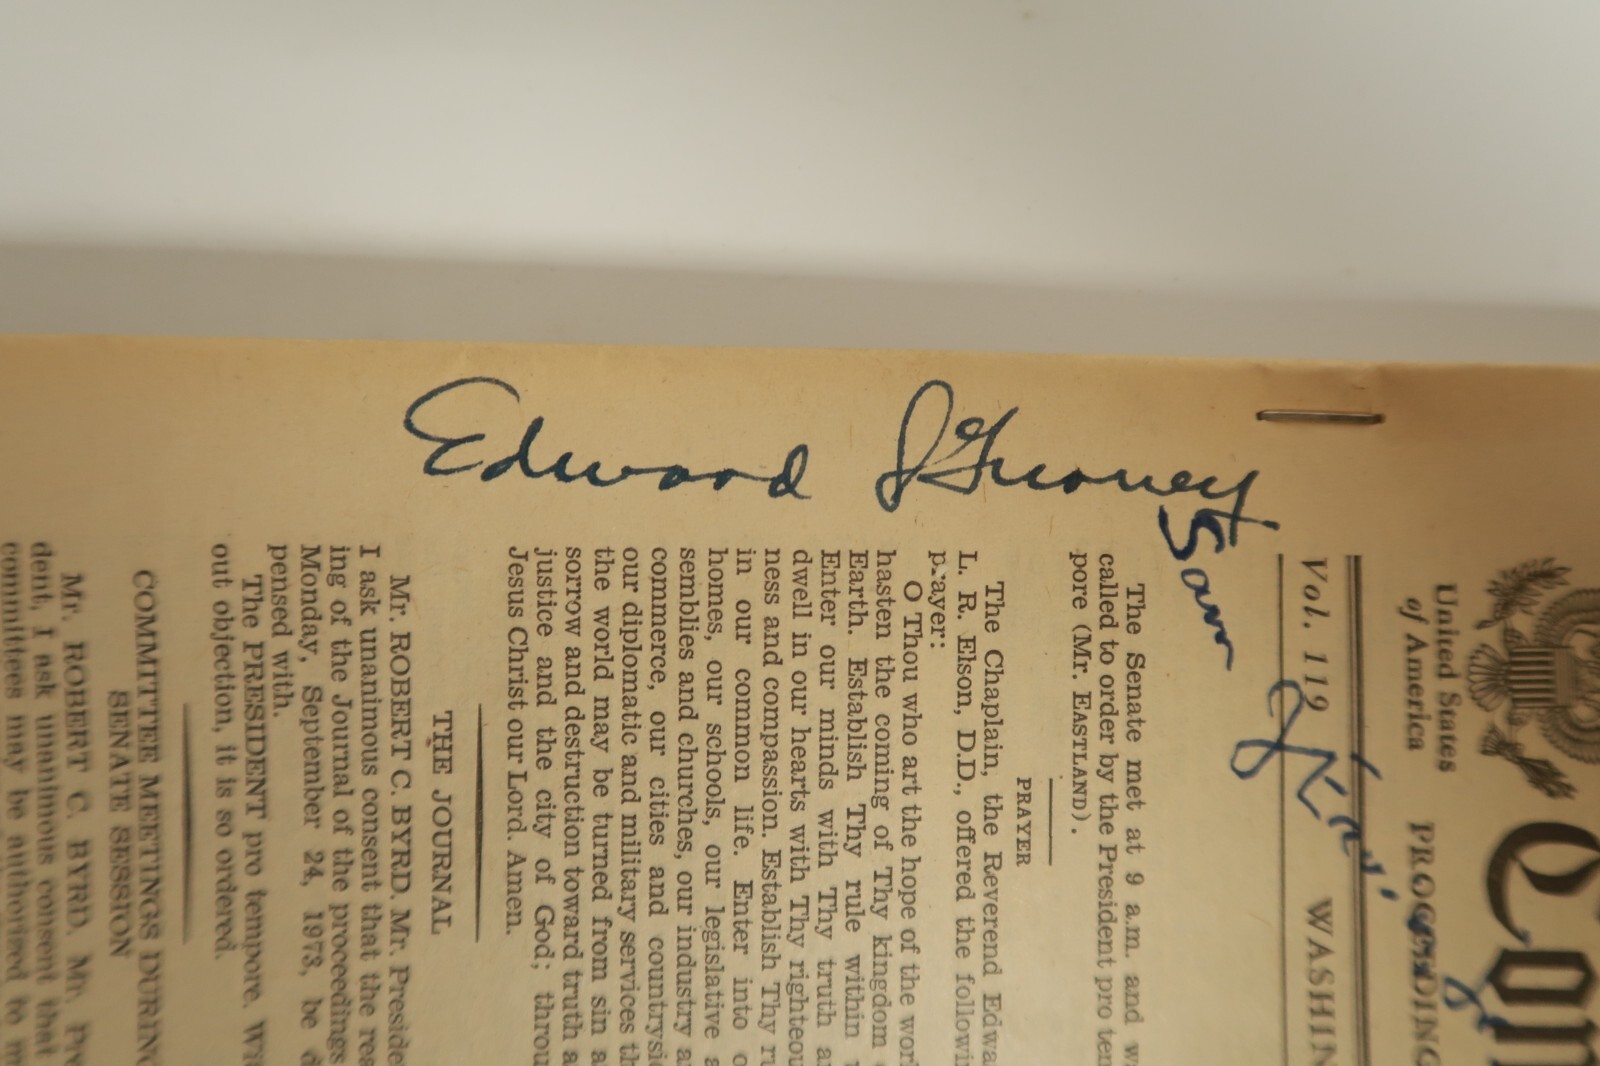 Edward J Gurney
Sam
United States
of America
Vol. 119
WASHIN
The Senate met at 9 a.m. and w
called to order by the President pro tem
pore (Mr. EASTLAND).
PRAYER
The Chaplain, the Reverend Edwa
L. R. Elson, D.D., offered the followi
prayer:
O Thou who art the hope of the worl
hasten the coming of Thy kingdom
Earth. Establish Thy rule within
Enter our minds with Thy truth a
dwell in our hearts with Thy righteou
ness and compassion. Establish Thy ru
in our common life. Enter into o
homes, our schools, our legislative a
semblies and churches, our industry a
commerce, our cities and countrysid
our diplomatic and military services th
the world may be turned from sin a
sorrow and destruction toward truth a
justice and the city of God; throu
Jesus Christ our Lord. Amen.
THE JOURNAL
Mr. ROBERT C. BYRD. Mr. Preside
I ask unanimous consent that the rea
ing of the Journal of the proceedings
Monday, September 24, 1973, be d
pensed with.
The PRESIDENT pro tempore. Wit
out objection, it is so ordered.
COMMITTEE MEETINGS DURING
SENATE SESSION
Mr. ROBERT C. BYRD. Mr. Pre
dent, I ask unanimous consent that
committees may be authorized to m